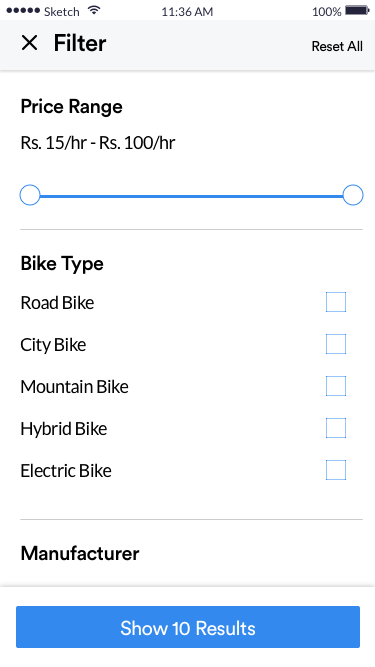 Sketch 11:36 AM 100%
Filter Reset All
Price Range
Rs. 15/hr - Rs. 100/hr
Bike Type
Road Bike
City Bike
Mountain Bike
Hybrid Bike
Electric Bike
Manufacturer
Show 10 Results